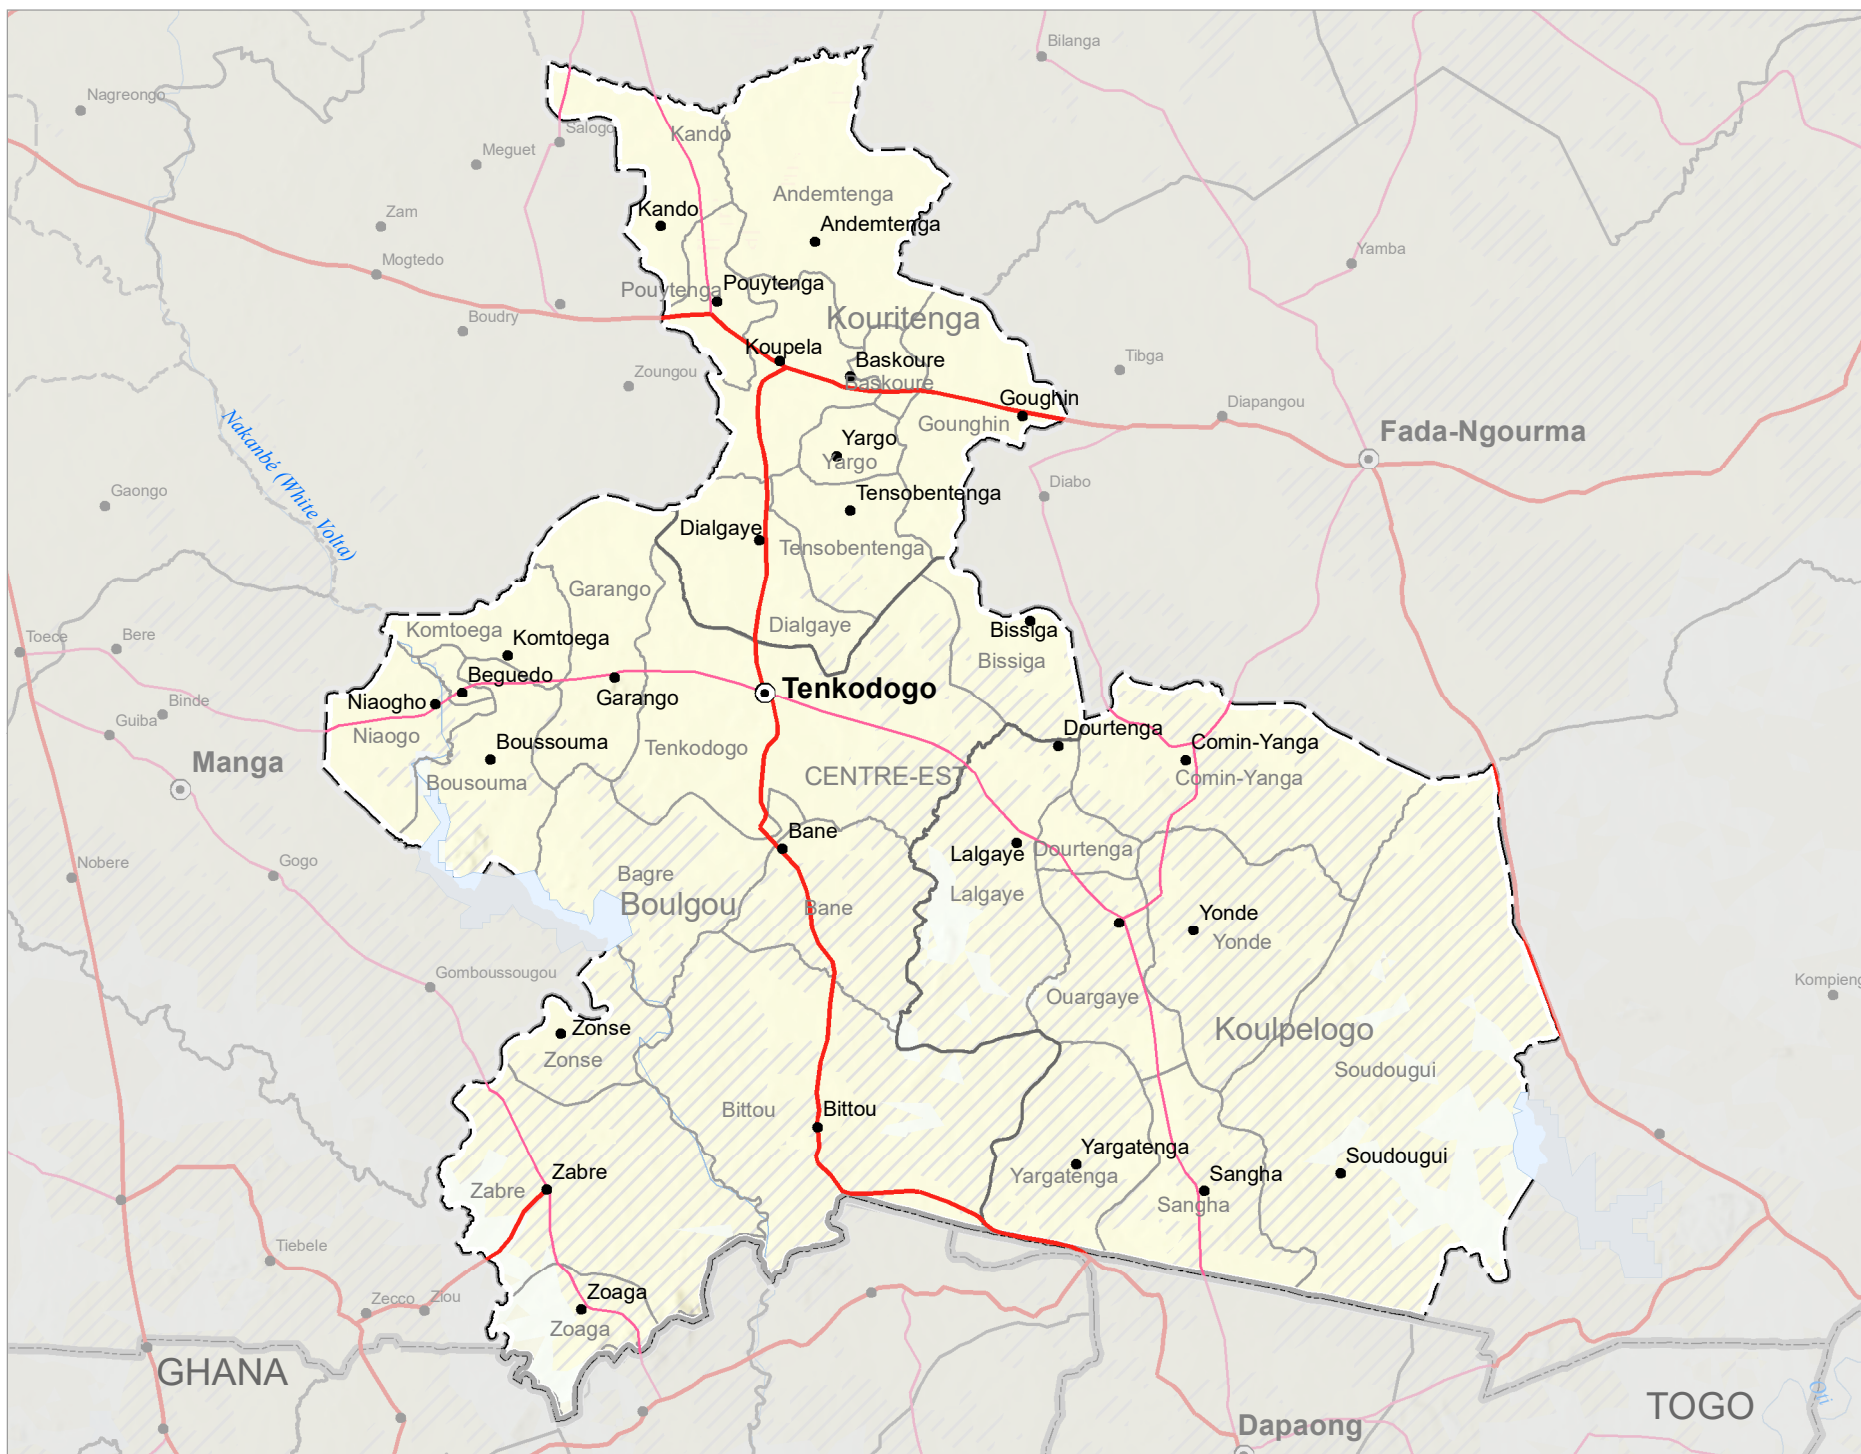 Bilanga
Nagreongo
Salogo
Kando
Meguet
Andemtenga
Kando
Zam
Andemtenga
Yamba
Mogtedo
Pouytenga
Pouytenga
Boudry
Kouritenga
Koupela
Baskoure
Tibga
Zoungou
Baskoure
Goughin
Diapangou
Gounghin
Fada-Ngourma
Yargo
Yargo
Nakanbé (White Volta)
Gaongo
Diabo
Tensobentenga
Dialgaye
Tensobentenga
Garango
Dialgaye
Bissiga
Komtoega
Komtoega
Toece
Bere
Bissiga
Beguedo
Tenkodogo
Niaogho
Garango
Binde
Guiba
Niaogo
Boussouma
Tenkodogo
Dourtenga
Comin-Yanga
Manga
Bousouma
CENTRE-EST
Comin-Yanga
Bane
Lalgaye
Dourtenga
Nobere
Gogo
Bagre
Lalgaye
Boulgou
Bane
Yonde
Yonde
Gomboussougou
Kompieng
Ouargaye
Zonse
Koulpelogo
Zonse
Soudougui
Bittou
Bittou
Yargatenga
Soudougui
Zabre
Yargatenga
Sangha
Zabre
Sangha
Tiebele
Zoaga
Zecco
Ziou
Zoaga
GHANA
Oti
TOGO
Dapaong